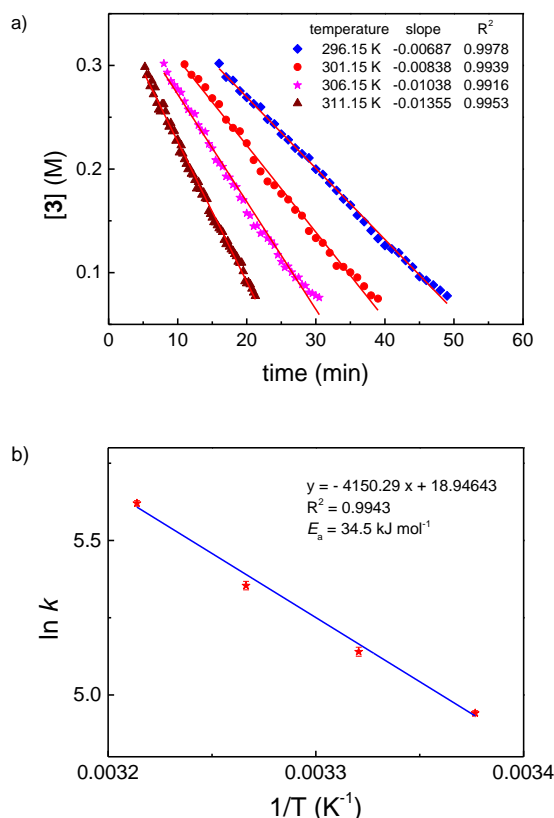 a)
temperature slope R²
296.15 K -0.00687 0.9978
301.15 K -0.00838 0.9939
306.15 K -0.01038 0.9916
311.15 K -0.01355 0.9953
0.3
0.2
0.1
[3] (M)
0 10 20 30 40 50 60
time (min)
b)
y = - 4150.29 x + 18.94643
R² = 0.9943
Eₐ = 34.5 kJ mol⁻¹
5.5
5.0
ln k
0.0032 0.0033 0.0034
1/T (K⁻¹)